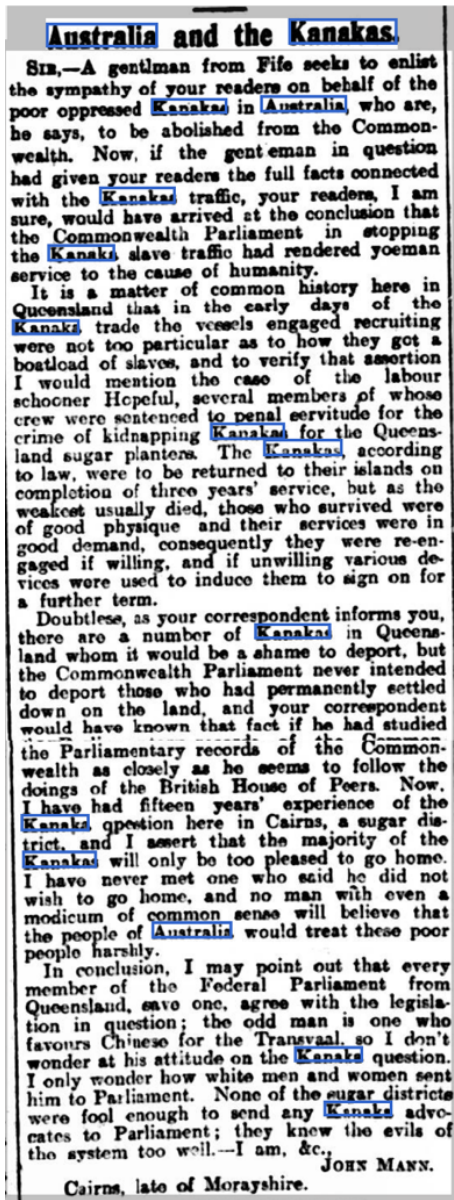 Australia and the Kanakas.
SIR,—A gentlman from Fife seeks to enlist
the sympathy of your readers on behalf of the
poor oppressed Kanakas in Australia, who are,
he says, to be abolished from the Common-
wealth. Now, if the gent eman in question
had given your readers the full facts connected
with the Kanakas traffic, your readers, I am
sure, would have arrived at the conclusion that
the Commonwealth Parliament in stopping
the Kanaka slave traffic had rendered yoeman
service to the cause of humanity.
It is a matter of common history here in
Queensland that in the early days of the
Kanaka trade the vessels engaged recruiting
were not too particular as to how they got a
boatload of slaves, and to verify that assertion
I would mention the case of the labour
schooner Hopeful, several members of whose
crew were sentenced to penal servitude for the
crime of kidnapping Kanakas for the Queens-
land sugar planters. The Kanakas, according
to law, were to be returned to their islands on
completion of three years' service, but as the
weakest usually died, those who survived were
of good physique and their services were in
good demand, consequently they were re-en-
gaged if willing, and if unwilling various de-
vices were used to induce them to sign on for
a further term.
Doubtless, as your correspondent informs you,
there are a number of Kanakas in Queens-
land whom it would be a shame to deport, but
the Commonwealth Parliament never intended
to deport those who had permanently settled
down on the land, and your correspondent
would have known that fact if he had studied
the Parliamentary records of the Common-
wealth as closely as he seems to follow the
doings of the British House of Peers. Now,
I have had fifteen years' experience of the
Kanaka qpestion here in Cairns, a sugar dis-
trict, and I assert that the majority of the
Kanakas will only be too pleased to go home.
I have never met one who said he did not
wish to go home, and no man with even a
modicum of common sense will believe that
the people of Australia would treat these poor
people harshly.
In conclusion, I may point out that every
member of the Federal Parliament from
Queensland, save one, agree with the legisla-
tion in question; the odd man is one who
favours Chinese for the Transvaal, so I don't
wonder at his attitude on the Kanaka question.
I only wonder how white men and women sent
him to Parliament. None of the sugar districts
were fool enough to send any Kanaka advo-
cates to Parliament; they knew the evils of
the system too well.—I am, &c.,
JOHN MANN.
Cairns, late of Morayshire.